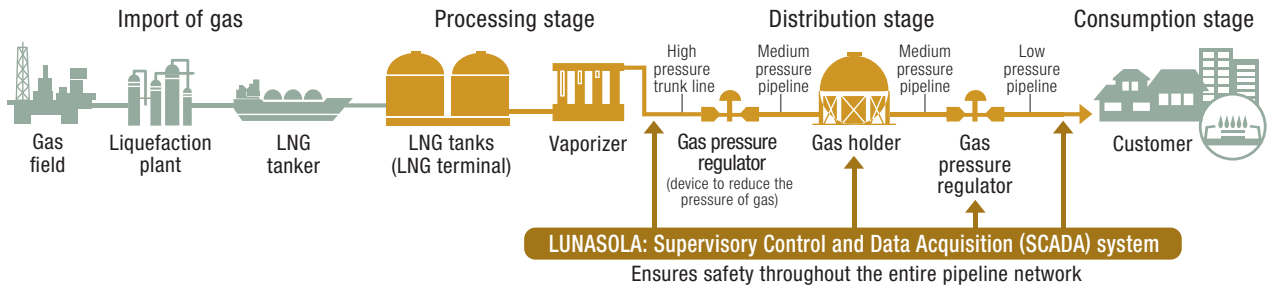 Import of gas
Processing stage
Distribution stage
Consumption stage
High
pressure
trunk line
Medium
pressure
pipeline
Medium
pressure
pipeline
Low
pressure
pipeline
Gas
field
Liquefaction
plant
LNG
tanker
LNG tanks
(LNG terminal)
Vaporizer
Gas pressure
regulator
(device to reduce the
pressure of gas)
Gas holder
Gas
pressure
regulator
Customer
LUNASOLA: Supervisory Control and Data Acquisition (SCADA) system
Ensures safety throughout the entire pipeline network